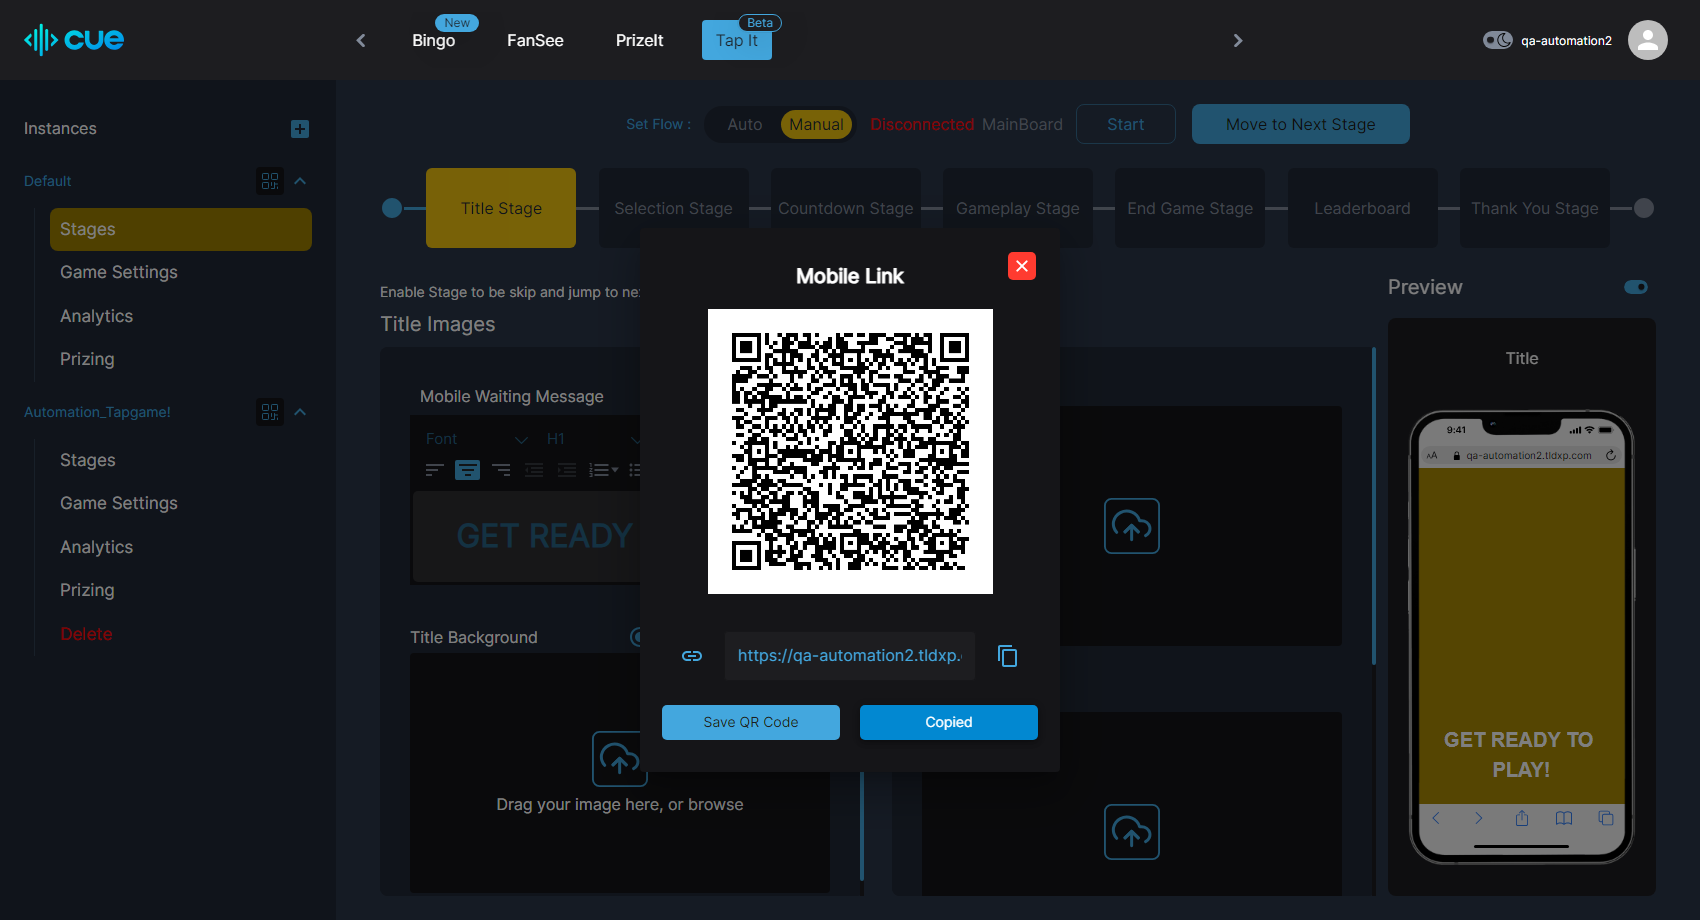 cue
Bingo
New
FanSee
PrizeIt
Tap It
Beta
qa-automation2
Instances
Default
Stages
Game Settings
Analytics
Prizing
Automation_Tapgame!
Stages
Game Settings
Analytics
Prizing
Delete
Set Flow :
Auto
Manual
Disconnected MainBoard
Start
Move to Next Stage
Title Stage
Selection Stage
Countdown Stage
Gameplay Stage
End Game Stage
Leaderboard
Thank You Stage
Enable Stage to be skip and jump to
Title Images
Mobile Waiting Message
Font
H1
GET READY
Title Background
Drag your image here, or browse
Mobile Link
https://qa-automation2.tldxp.
Save QR Code
Copied
Preview
Title
9:41
AA
qa-automation2.tldxp.com
GET READY TO
PLAY!